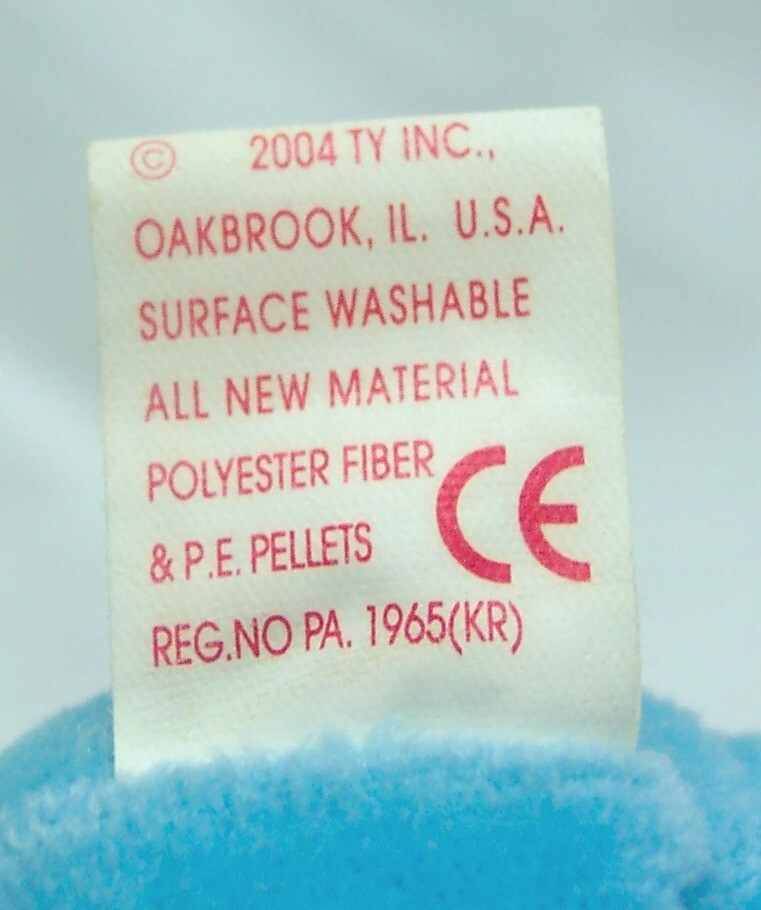 © 2004 TY INC.,
OAKBROOK, IL. U.S.A.
SURFACE WASHABLE
ALL NEW MATERIAL
POLYESTER FIBER
& P.E. PELLETS
CE
REG.NO PA. 1965(KR)